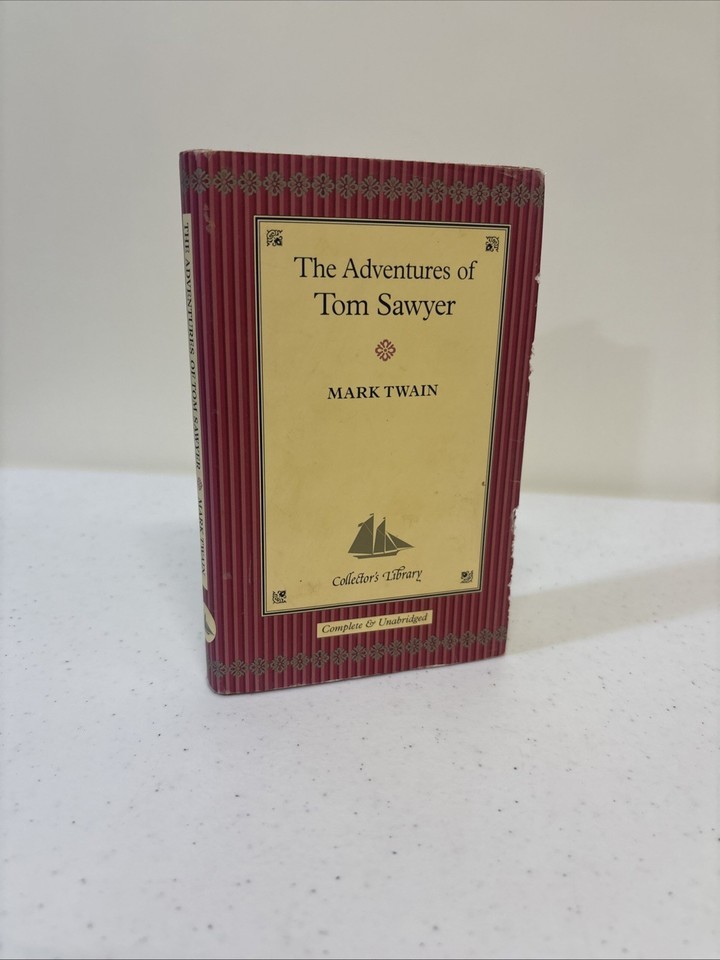 The Adventures of
Tom Sawyer
MARK TWAIN
Collector's Library
Complete & Unabridged
THE ADVENTURES OF TOM SAWYER MARK TWAIN